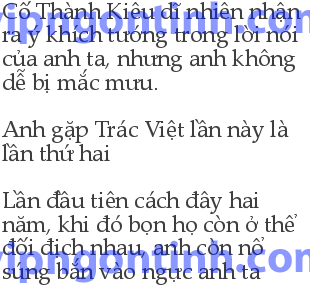 Cố Thành Kiêu dĩ nhiên nhận
ra ý khích tướng trong lời nói
của anh ta, nhưng anh không
dễ bị mắc mưu.
Anh gặp Trác Việt lần này là
lần thứ hai
Lần đầu tiên cách đây hai
năm, khi đó bọn họ còn ở thế
đối địch nhau, anh còn nổ
súng bắn vào ngực anh ta